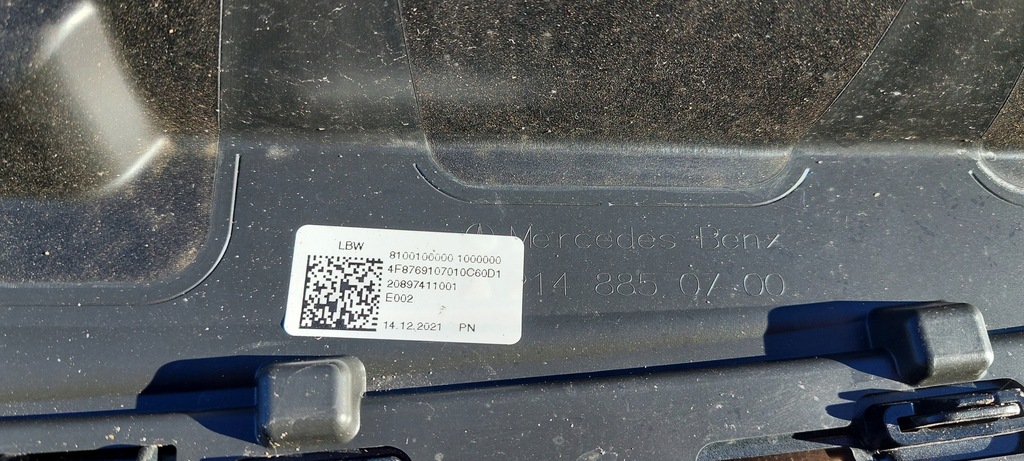 Mercedes Benz
214 885 07 00
LBW
8100100000 1000000
4F8769107010C60D1
20897411001
E002
14.12.2021 PN